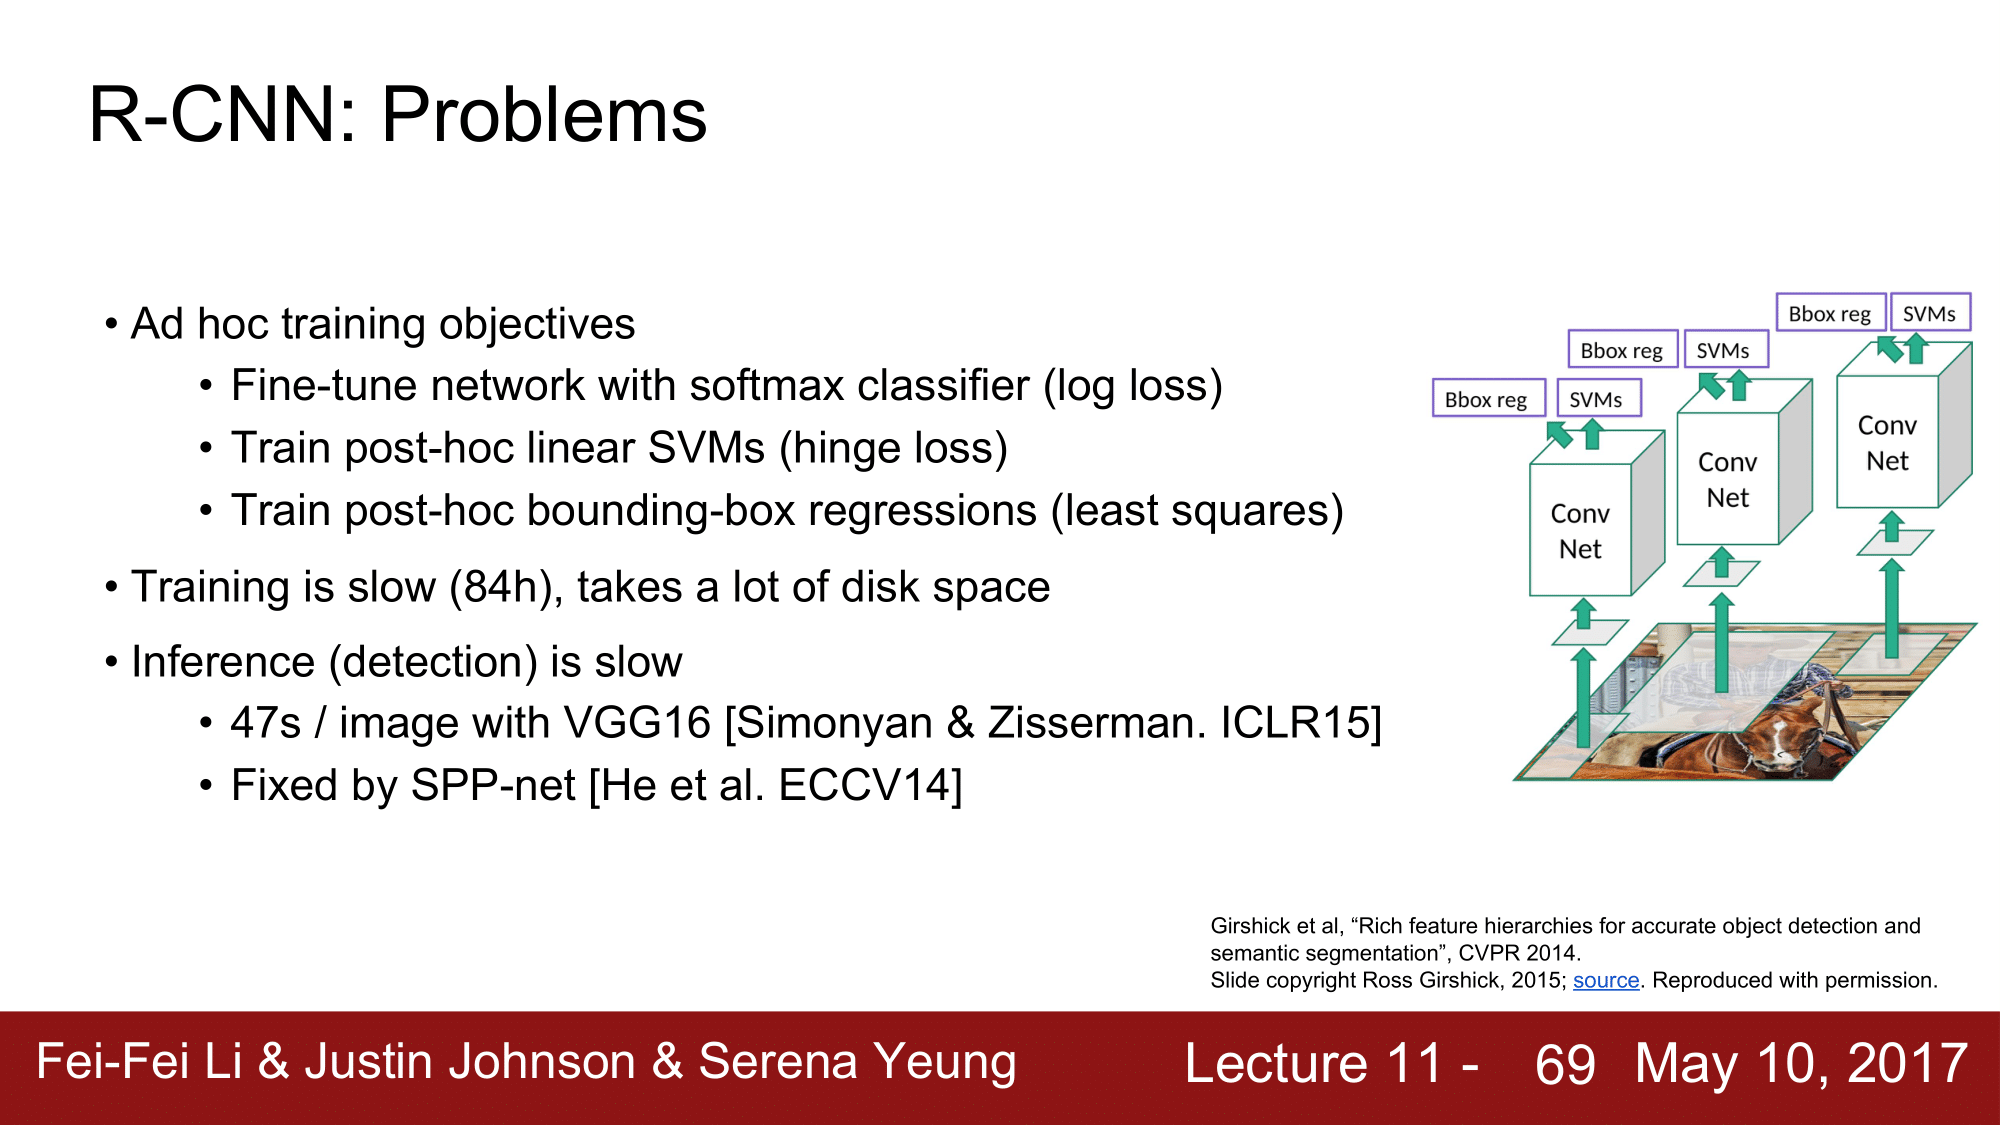 R-CNN: Problems
• Ad hoc training objectives
• Fine-tune network with softmax classifier (log loss)
• Train post-hoc linear SVMs (hinge loss)
• Train post-hoc bounding-box regressions (least squares)
• Training is slow (84h), takes a lot of disk space
• Inference (detection) is slow
• 47s / image with VGG16 [Simonyan & Zisserman. ICLR15]
• Fixed by SPP-net [He et al. ECCV14]
Bbox reg SVMs
Bbox reg SVMs
Bbox reg SVMs
Conv
Net
Conv
Net
Conv
Net
Girshick et al, “Rich feature hierarchies for accurate object detection and
semantic segmentation”, CVPR 2014.
Slide copyright Ross Girshick, 2015; source. Reproduced with permission.
Fei-Fei Li & Justin Johnson & Serena Yeung Lecture 11 - 69 May 10, 2017